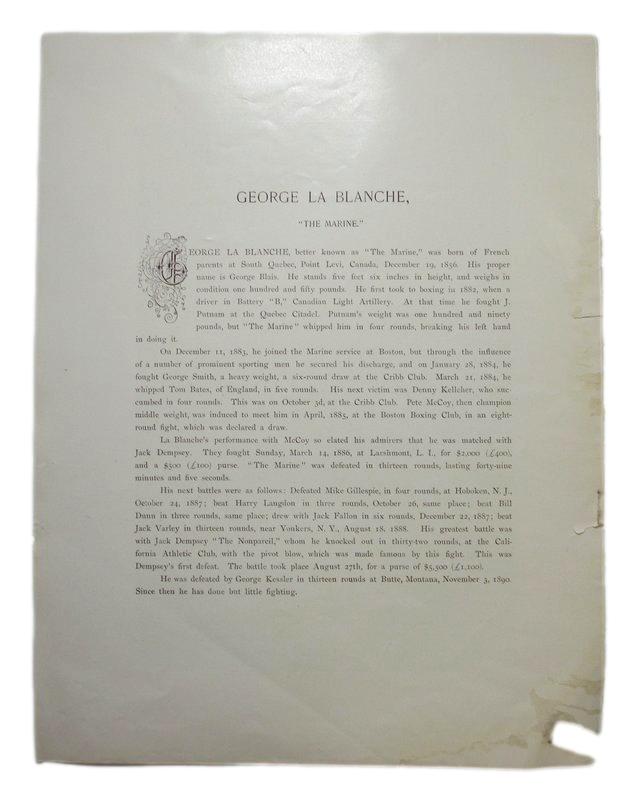 GEORGE LA BLANCHE,
"THE MARINE."
GEORGE LA BLANCHE, better known as "The Marine," was born of French
parents at South Quebec, Point Levi, Canada, December 19, 1856. His proper
name is George Blais. He stands five feet six inches in height, and weighs in
condition one hundred and fifty pounds. He first took to boxing in 1882, when a
driver in Battery "B," Canadian Light Artillery. At that time he fought J.
Putnam at the Quebec Citadel. Putnam's weight was one hundred and ninety
pounds, but "The Marine" whipped him in four rounds, breaking his left hand
in doing it.
On December 11, 1883, he joined the Marine service at Boston, but through the influence
of a number of prominent sporting men he secured his discharge, and on January 28, 1884, he
fought George Smith, a heavy weight, a six-round draw at the Cribb Club. March 21, 1884, he
whipped Tom Bates, of England, in five rounds. His next victim was Denny Kellcher, who suc-
cumbed in four rounds. This was on October 3d, at the Cribb Club. Pete McCoy, then champion
middle weight, was induced to meet him in April, 1885, at the Boston Boxing Club, in an eight-
round fight, which was declared a draw.
La Blanche's performance with McCoy so elated his admirers that he was matched with
Jack Dempsey. They fought Sunday, March 14, 1886, at Larshmont, L. I., for $2,000 (£400),
and a $500 (£100) purse. "The Marine" was defeated in thirteen rounds, lasting forty-nine
minutes and five seconds.
His next battles were as follows: Defeated Mike Gillespie, in four rounds, at Hoboken, N. J.,
October 24, 1887; beat Harry Langdon in three rounds, October 26, same place; beat Bill
Dunn in three rounds, same place; drew with Jack Fallon in six rounds, December 22, 1887; beat
Jack Varley in thirteen rounds, near Yonkers, N. Y., August 18, 1888. His greatest battle was
with Jack Dempsey "The Nonpareil," whom he knocked out in thirty-two rounds, at the Cali-
fornia Athletic Club, with the pivot blow, which was made famous by this fight. This was
Dempsey's first defeat. The battle took place August 27th, for a purse of $5,500 (£1,100).
He was defeated by George Kessler in thirteen rounds at Butte, Montana, November 3, 1890.
Since then he has done but little fighting.